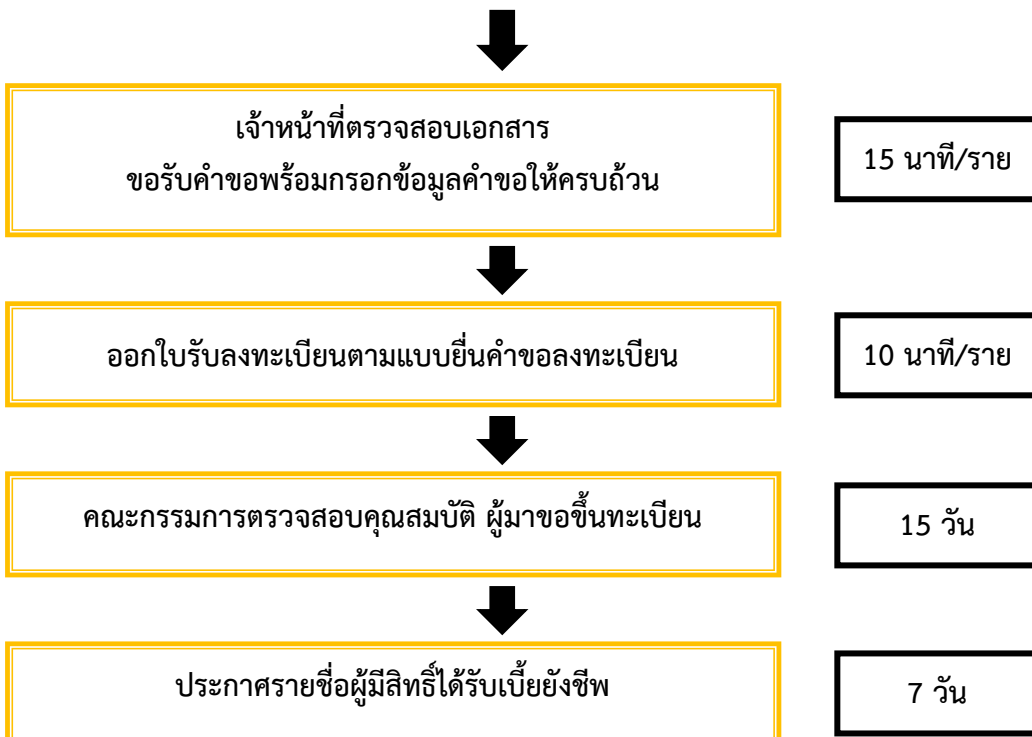 เจ้าหน้าที่ตรวจสอบเอกสาร
ขอรับคำขอพร้อมกรอกข้อมูลคำขอให้ครบถ้วน
15 นาที/ราย
ออกใบรับลงทะเบียนตามแบบยื่นคำขอลงทะเบียน
10 นาที/ราย
คณะกรรมการตรวจสอบคุณสมบัติ ผู้มาขอขึ้นทะเบียน
15 วัน
ประกาศรายชื่อผู้มีสิทธิ์ได้รับเบี้ยยังชีพ
7 วัน